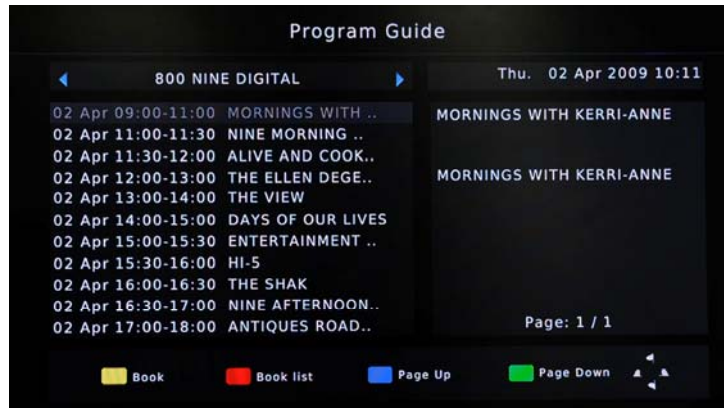 Program Guide
800 NINE DIGITAL
Thu. 02 Apr 2009 10:11
02 Apr 09:00-11:00 MORNINGS WITH ..
02 Apr 11:00-11:30 NINE MORNING ..
02 Apr 11:30-12:00 ALIVE AND COOK..
02 Apr 12:00-13:00 THE ELLEN DEGE..
02 Apr 13:00-14:00 THE VIEW
02 Apr 14:00-15:00 DAYS OF OUR LIVES
02 Apr 15:00-15:30 ENTERTAINMENT ..
02 Apr 15:30-16:00 HI-5
02 Apr 16:00-16:30 THE SHAK
02 Apr 16:30-17:00 NINE AFTERNOON..
02 Apr 17:00-18:00 ANTIQUES ROAD..
MORNINGS WITH KERRI-ANNE
MORNINGS WITH KERRI-ANNE
Page: 1 / 1
Book
Book list
Page Up
Page Down